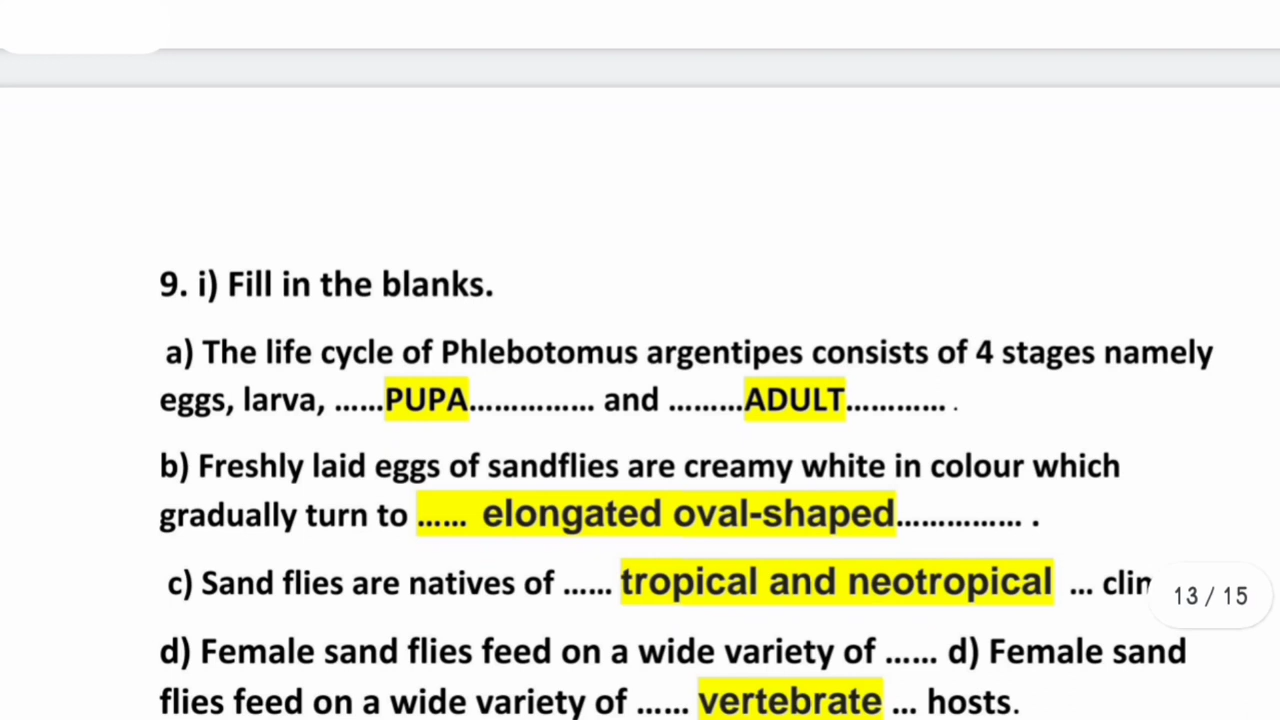 9. i) Fill in the blanks.
a) The life cycle of Phlebotomus argentipes consists of 4 stages namely
eggs, larva, ......PUPA............... and .........ADULT............ .
b) Freshly laid eggs of sandflies are creamy white in colour which
gradually turn to ...... elongated oval-shaped............... .
c) Sand flies are natives of ...... tropical and neotropical ...
13 / 15
d) Female sand flies feed on a wide variety of ...... d) Female sand
flies feed on a wide variety of ...... vertebrate ... hosts.